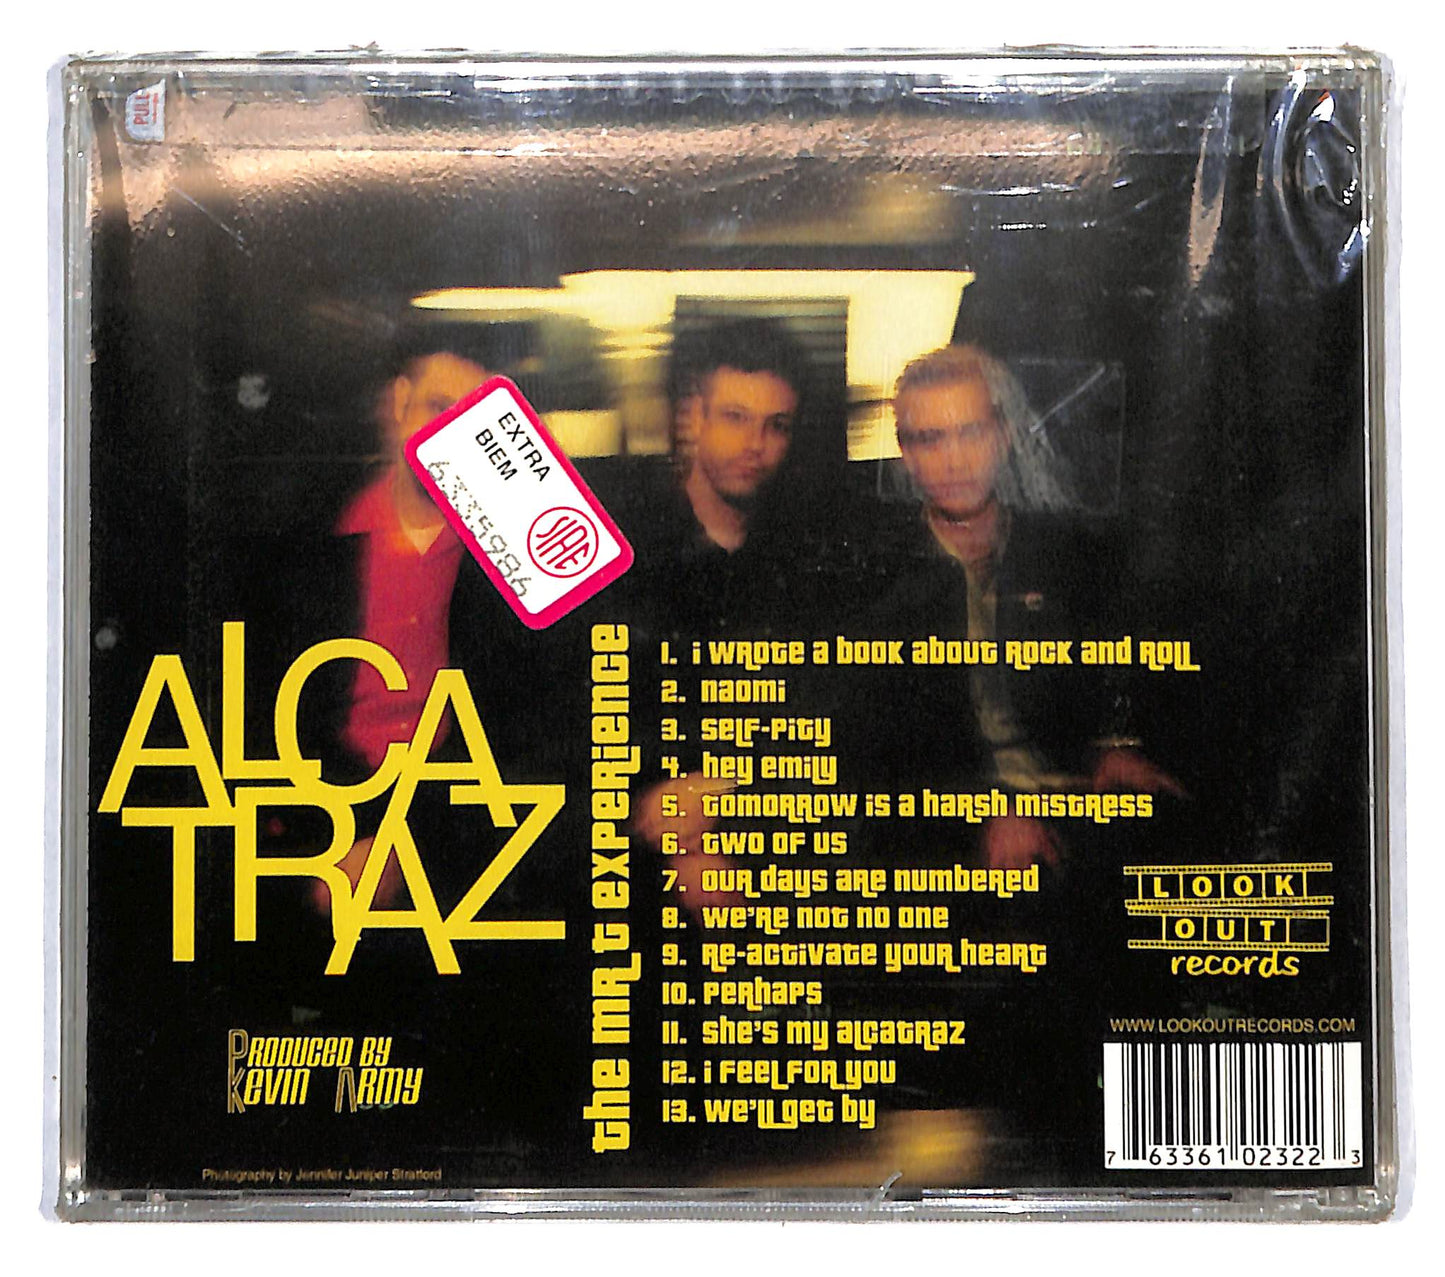 PULL
EXTRA
BIEM
6335986
SIAE
ALCA
TRAZ
the mr t experience
1. i wrote a book about rock and roll
2. naomi
3. self-pity
4. hey emily
5. tomorrow is a harsh mistress
6. two of us
7. our days are numbered
8. we're not no one
9. re-activate your heart
10. perhaps
11. she's my alcatraz
12. i feel for you
13. we'll get by
LOOK
OUT
records
WWW.LOOKOUTRECORDS.COM
PRODUCED BY
KEVIN ARMY
Photography by Jennifer Juniper Stratford
7 63361 02322 3